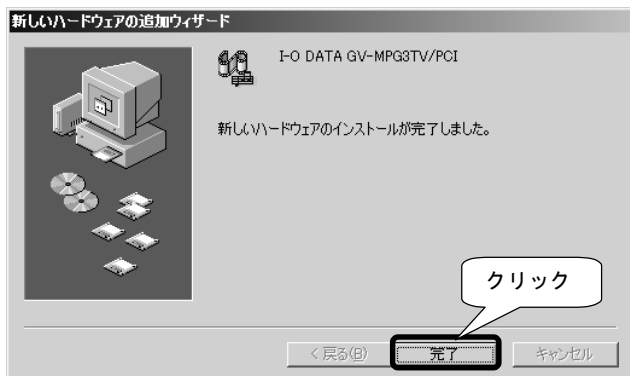 新しいハードウェアの追加ウィザード
I-O DATA GV-MPG3TV/PCI
新しいハードウェアのインストールが完了しました。
クリック
< 戻る(B)
完了
キャンセル